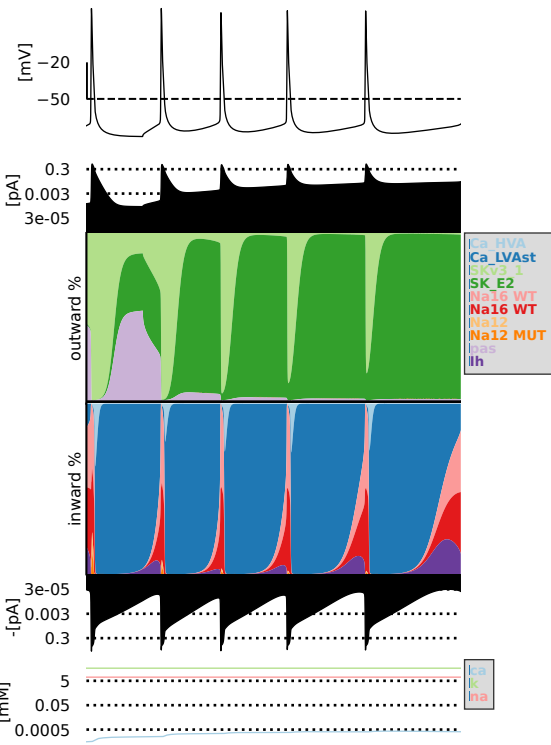 [mV]
−20
−50
[pA]
0.3
0.003
3e-05
outward %
Ca_HVA
Ca_LVAst
SKv3_1
SK_E2
Na16 WT
Na16 WT
Na12
Na12 MUT
pas
Ih
inward %
-[pA]
3e-05
0.003
0.3
[mM]
5
0.05
0.0005
ca
k
na